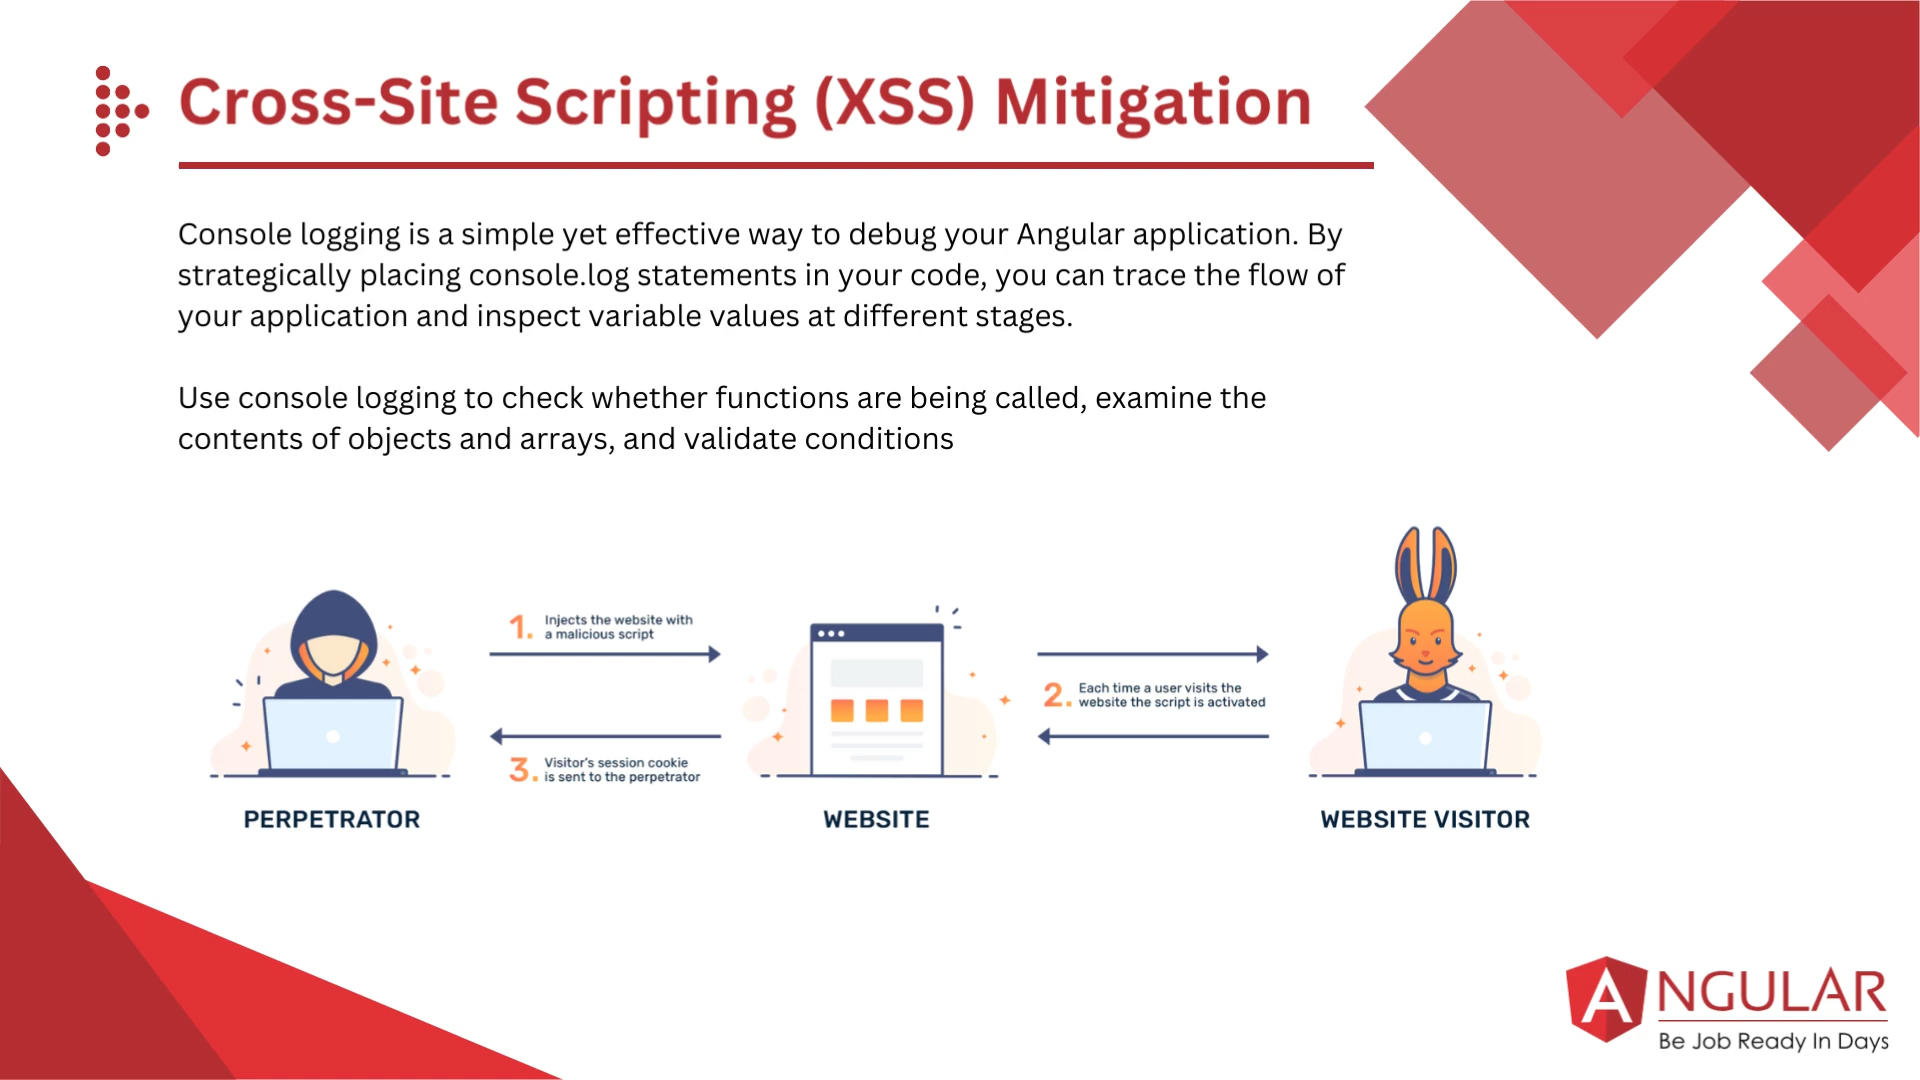 Cross-Site Scripting (XSS) Mitigation
Console logging is a simple yet effective way to debug your Angular application. By
strategically placing console.log statements in your code, you can trace the flow of
your application and inspect variable values at different stages.
Use console logging to check whether functions are being called, examine the
contents of objects and arrays, and validate conditions
1. Injects the website with
a malicious script
2. Each time a user visits the
website the script is activated
3. Visitor's session cookie
is sent to the perpetrator
PERPETRATOR
WEBSITE
WEBSITE VISITOR
ANGULAR
Be Job Ready In Days